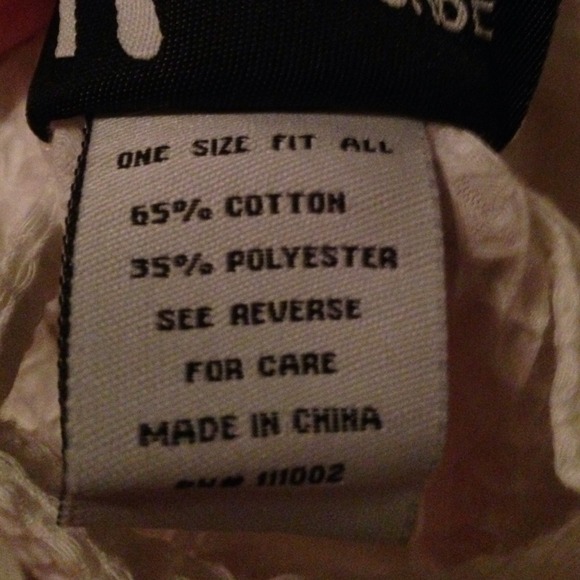 ONE SIZE FIT ALL
65% COTTON
35% POLYESTER
SEE REVERSE
FOR CARE
MADE IN CHINA
111002